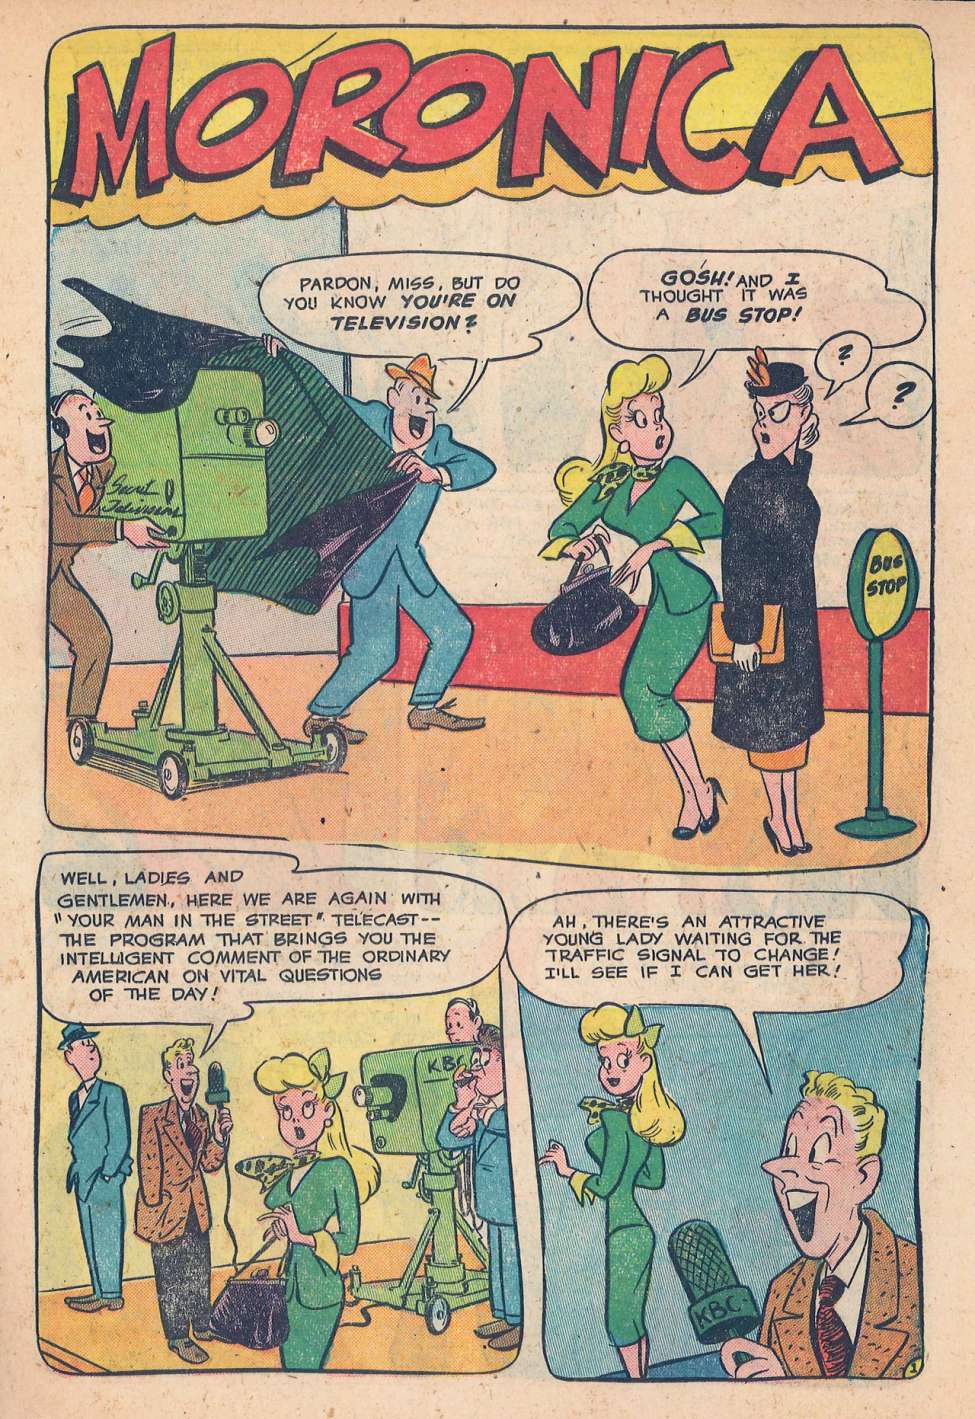 MORONICA
PARDON, MISS, BUT DO
YOU KNOW YOU'RE ON
TELEVISION?
GOSH! AND I
THOUGHT IT WAS
A BUS STOP!
?
?
BUS
STOP
WELL, LADIES AND
GENTLEMEN, HERE WE ARE AGAIN WITH
"YOUR MAN IN THE STREET" TELECAST--
THE PROGRAM THAT BRINGS YOU THE
INTELLIGENT COMMENT OF THE ORDINARY
AMERICAN ON VITAL QUESTIONS
OF THE DAY!
KBC
AH, THERE'S AN ATTRACTIVE
YOUNG LADY WAITING FOR THE
TRAFFIC SIGNAL TO CHANGE!
I'LL SEE IF I CAN GET HER!
KBC
1